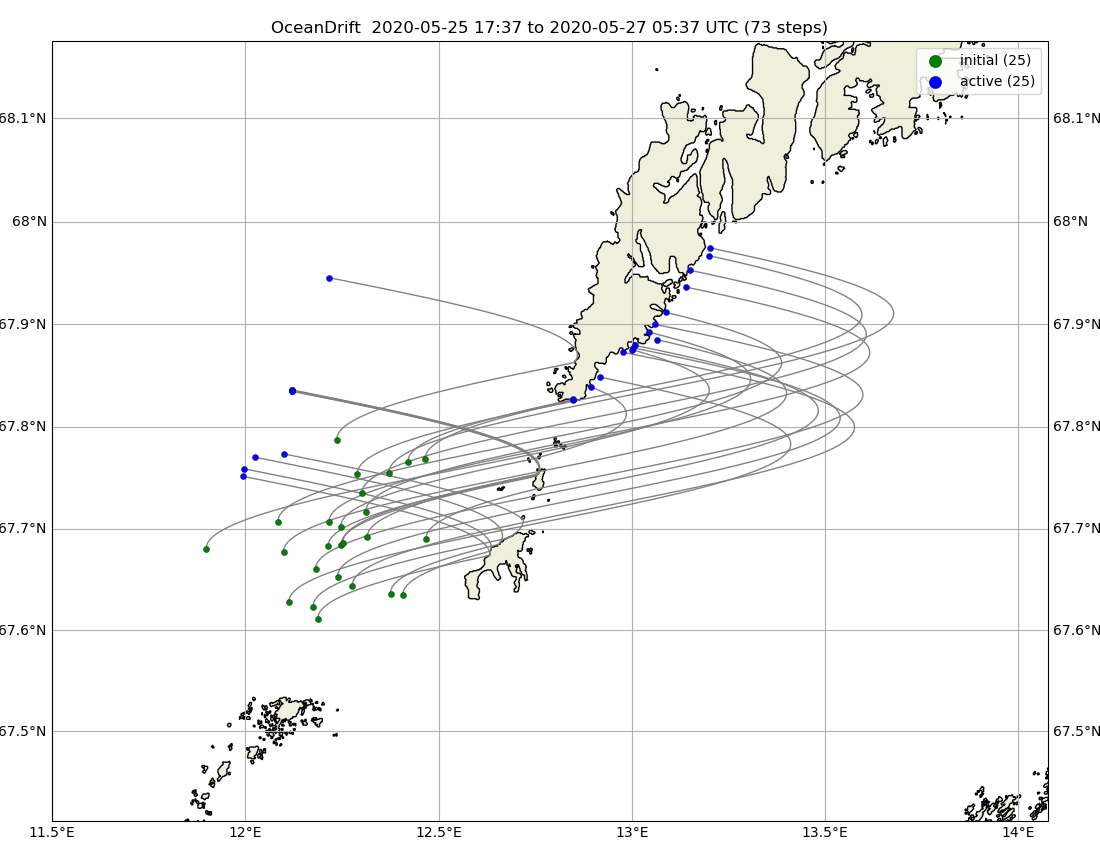 OceanDrift  2020-05-25 17:37 to 2020-05-27 05:37 UTC (73 steps)
initial (25)
active (25)
68.1°N 68.1°N
68°N 68°N
67.9°N 67.9°N
67.8°N 67.8°N
67.7°N 67.7°N
67.6°N 67.6°N
67.5°N 67.5°N
11.5°E 12°E 12.5°E 13°E 13.5°E 14°E